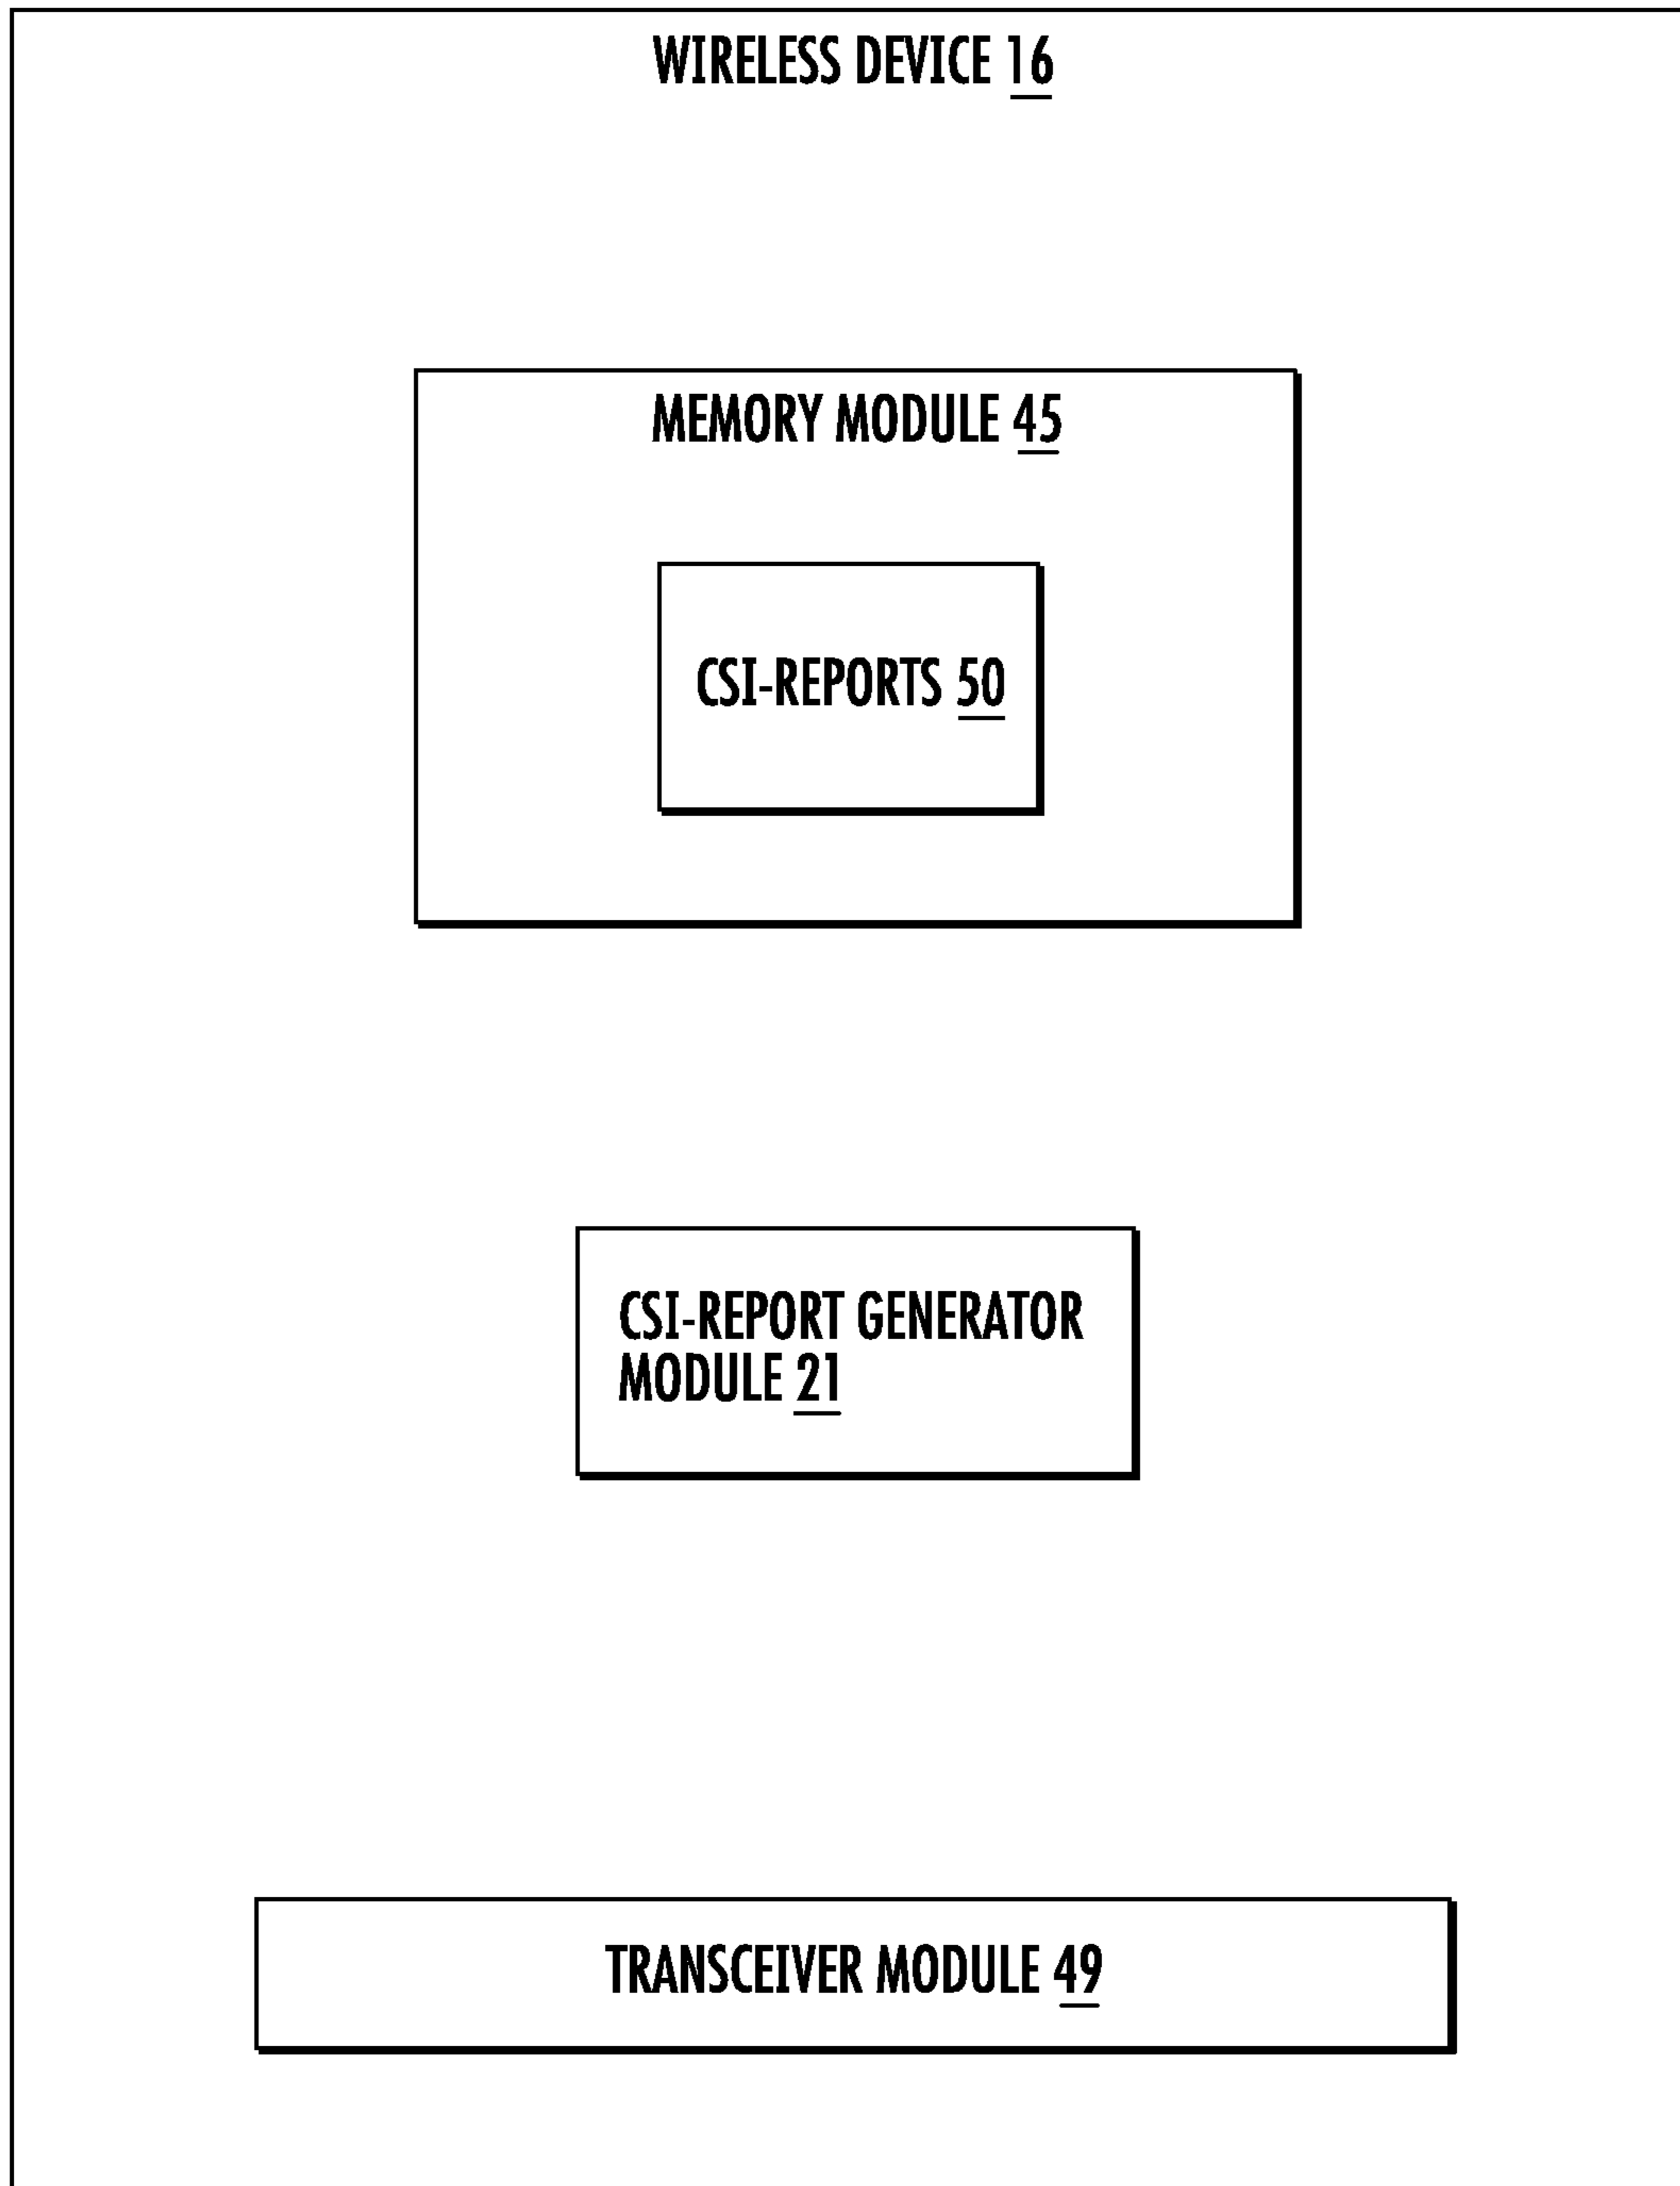 WIRELESS DEVICE 16
MEMORY MODULE 45
CSI-REPORTS 50
CSI-REPORT GENERATOR
MODULE 21
TRANSCEIVER MODULE 49